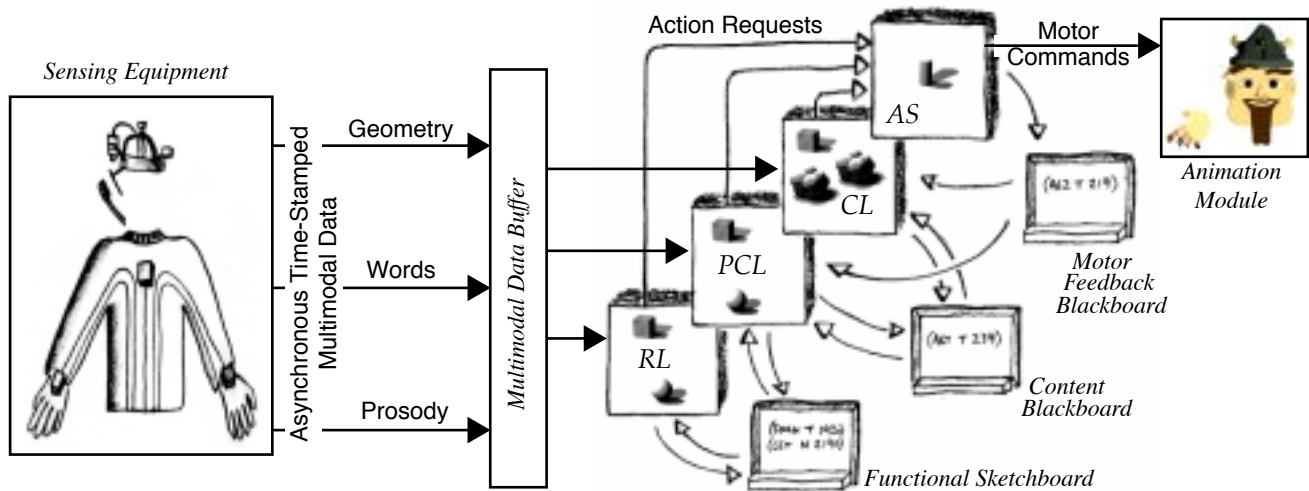 Sensing Equipment
Asynchronous Time-Stamped
Multimodal Data
Geometry
Words
Prosody
Multimodal Data Buffer
Action Requests
Motor
Commands
AS
CL
PCL
RL
Animation
Module
Motor
Feedback
Blackboard
Content
Blackboard
Functional Sketchboard